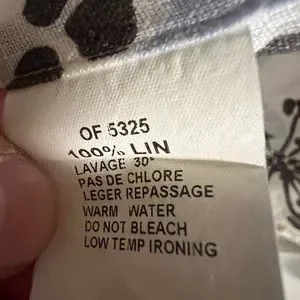 OF 5325
100% LIN
LAVAGE 30°
PAS DE CHLORE
LEGER REPASSAGE
WARM WATER
DO NOT BLEACH
LOW TEMP IRONING